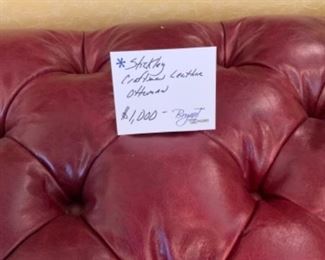 * Stickley
Craftsman Leather
Ottoman
$1,000 - Bryant